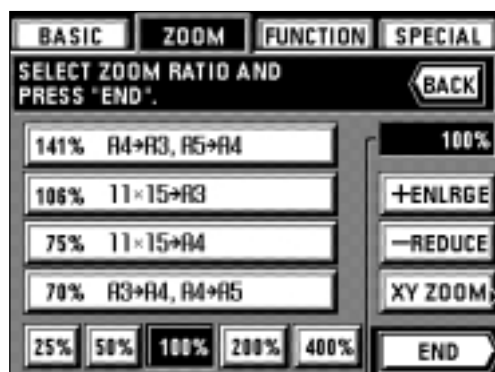 BASIC ZOOM FUNCTION SPECIAL
SELECT ZOOM RATIO AND
PRESS "END".
BACK
100%
141% A4→A3, A5→A4
106% 11×15→A3
75% 11×15→A4
70% A3→A4, A4→A5
+ENLRGE
−REDUCE
XY ZOOM
25% 50% 100% 200% 400%
END